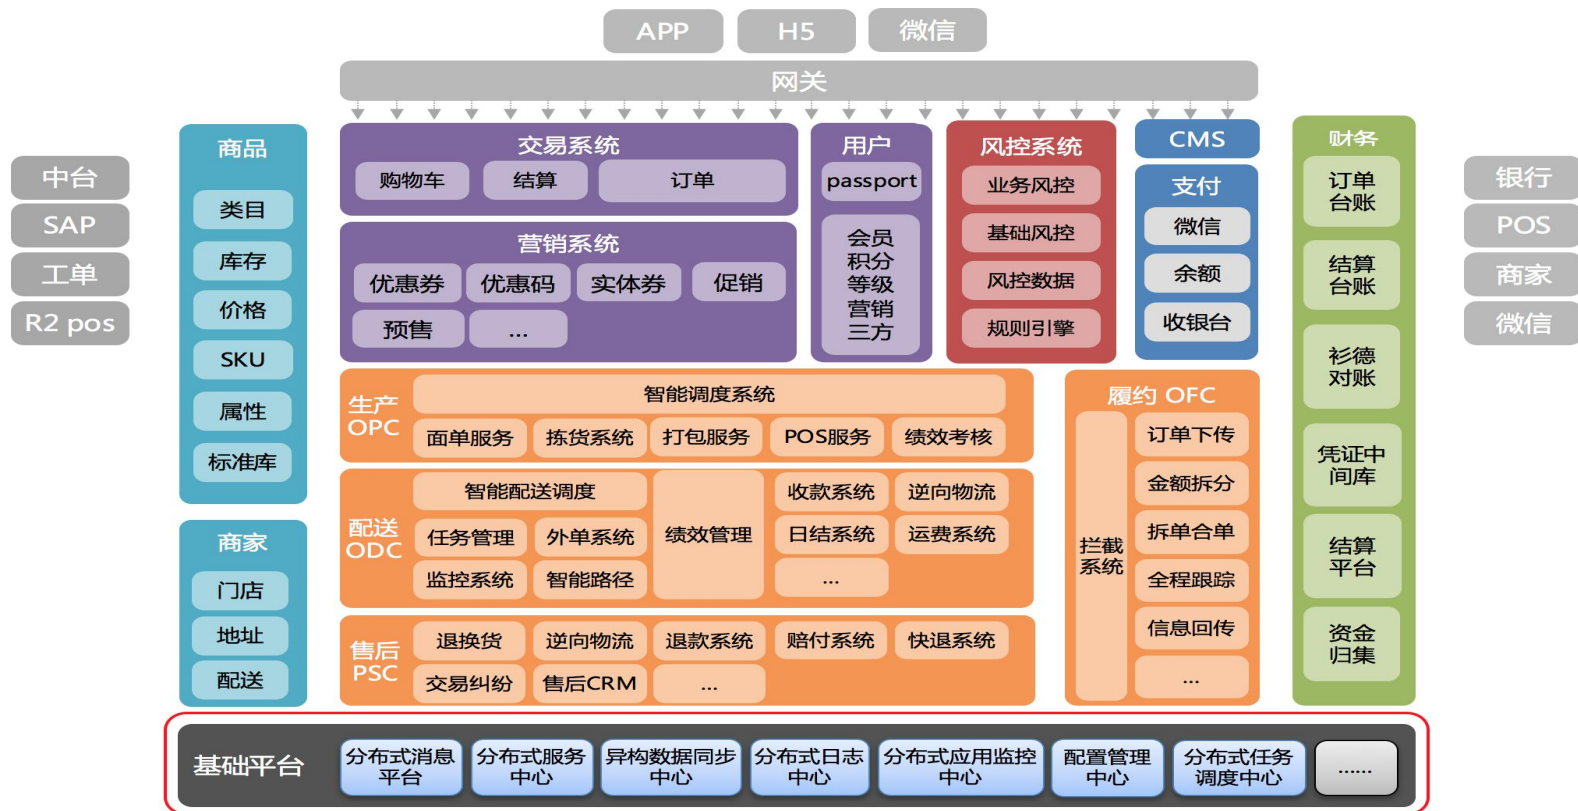 APP
H5
微信
网关
中台
SAP
工单
R2 pos
商品
类目
库存
价格
SKU
属性
标准库
商家
门店
地址
配送
交易系统
购物车
结算
订单
营销系统
优惠券
优惠码
实体券
促销
预售
...
用户
passport
会员
积分
等级
营销
三方
风控系统
业务风控
基础风控
风控数据
规则引擎
CMS
支付
微信
余额
收银台
生产
OPC
智能调度系统
面单服务
拣货系统
打包服务
POS服务
绩效考核
配送
ODC
智能配送调度
任务管理
外单系统
监控系统
智能路径
绩效管理
收款系统
逆向物流
日结系统
运费系统
...
售后
PSC
退换货
逆向物流
退款系统
赔付系统
快退系统
交易纠纷
售后CRM
...
履约 OFC
拦截
系统
订单下传
金额拆分
拆单合单
全程跟踪
信息回传
...
财务
订单
台账
结算
台账
衫德
对账
凭证中
间库
结算
平台
资金
归集
银行
POS
商家
微信
基础平台
分布式消息
平台
分布式服务
中心
异构数据同步
中心
分布式日志
中心
分布式应用监控
中心
配置管理
中心
分布式任务
调度中心
......